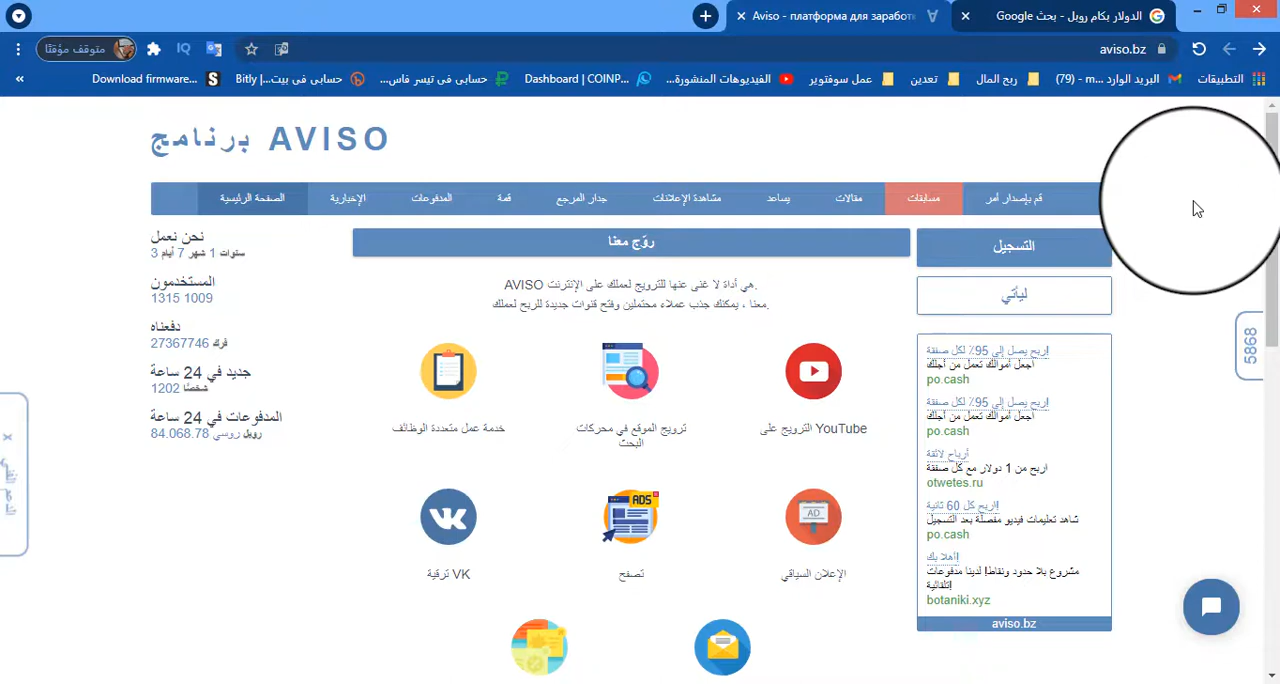 Aviso - платформа для заработк
الدولار بكام روبل - بحث Google
متوقف مؤقتًا
aviso.bz
التطبيقات
البريد الوارد (79) - m...
ربح المال
تعدين
عمل سوفتوير
الفيديوهات المنشورة...
Dashboard | COINP...
حسابى فى تيسر فاس...
حسابى فى بيت...| Bitly
Download firmware...
«
برنامج AVISO
قم بإصدار أمر
مسابقات
مقالات
يساعد
مشاهدة الإعلانات
جدار المرجع
قمة
المدفوعات
الإخبارية
الصفحة الرئيسية
التسجيل
ليأتي
إربح يصل إلى 95٪ لكل صفقة!
اجعل أموالك تعمل من أجلك
po.cash
إربح يصل إلى 95٪ لكل صفقة!
اجعل أموالك تعمل من أجلك
po.cash
أرباح لائقة
اربح من 1 دولار مع كل صفقة
otwetes.ru
اربح كل 60 ثانية!
شاهد تعليمات فيديو مفصلة بعد التسجيل
po.cash
أهلا بك!
مشروع بلا حدود ونقاط! لدينا مدفوعات
تلقائية!
botaniki.xyz
aviso.bz
روّج معنا
AVISO هي أداة لا غنى عنها للترويج لعملك على الإنترنت.
معنا ، يمكنك جذب عملاء محتملين وفتح قنوات جديدة للربح لعملك.
الترويج على YouTube
ترويج الموقع في محركات
البحث
خدمة عمل متعددة الوظائف
AD
الإعلان السياقي
ADS
تصفح
VK ترقية
نحن نعمل
3 سنوات 1 شهر 7 أيام
المستخدمون
1315 1009
دفعناه
27367746 فرك
جديد في 24 ساعة
1202 شخصًا
المدفوعات في 24 ساعة
84.068.78 روبل روسي
5868
x
الدعم الفني